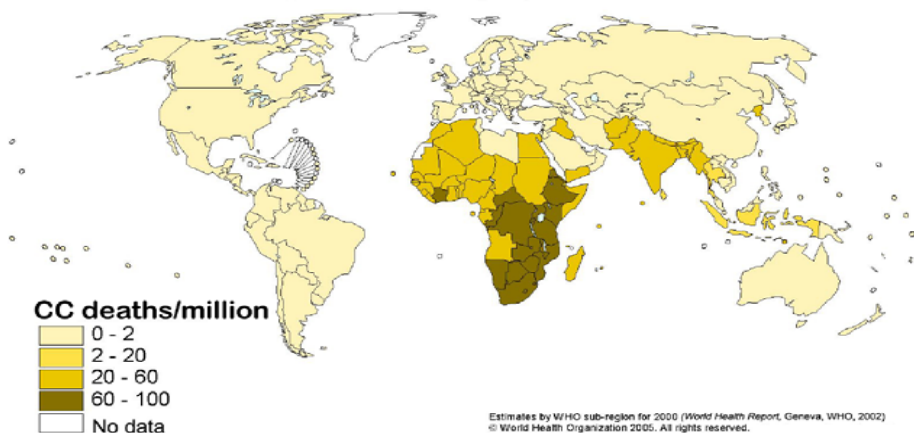 CC deaths/million
0 - 2
2 - 20
20 - 60
60 - 100
No data
Estimates by WHO sub-region for 2000 (World Health Report, Geneva, WHO, 2002)
© World Health Organization 2005. All rights reserved.